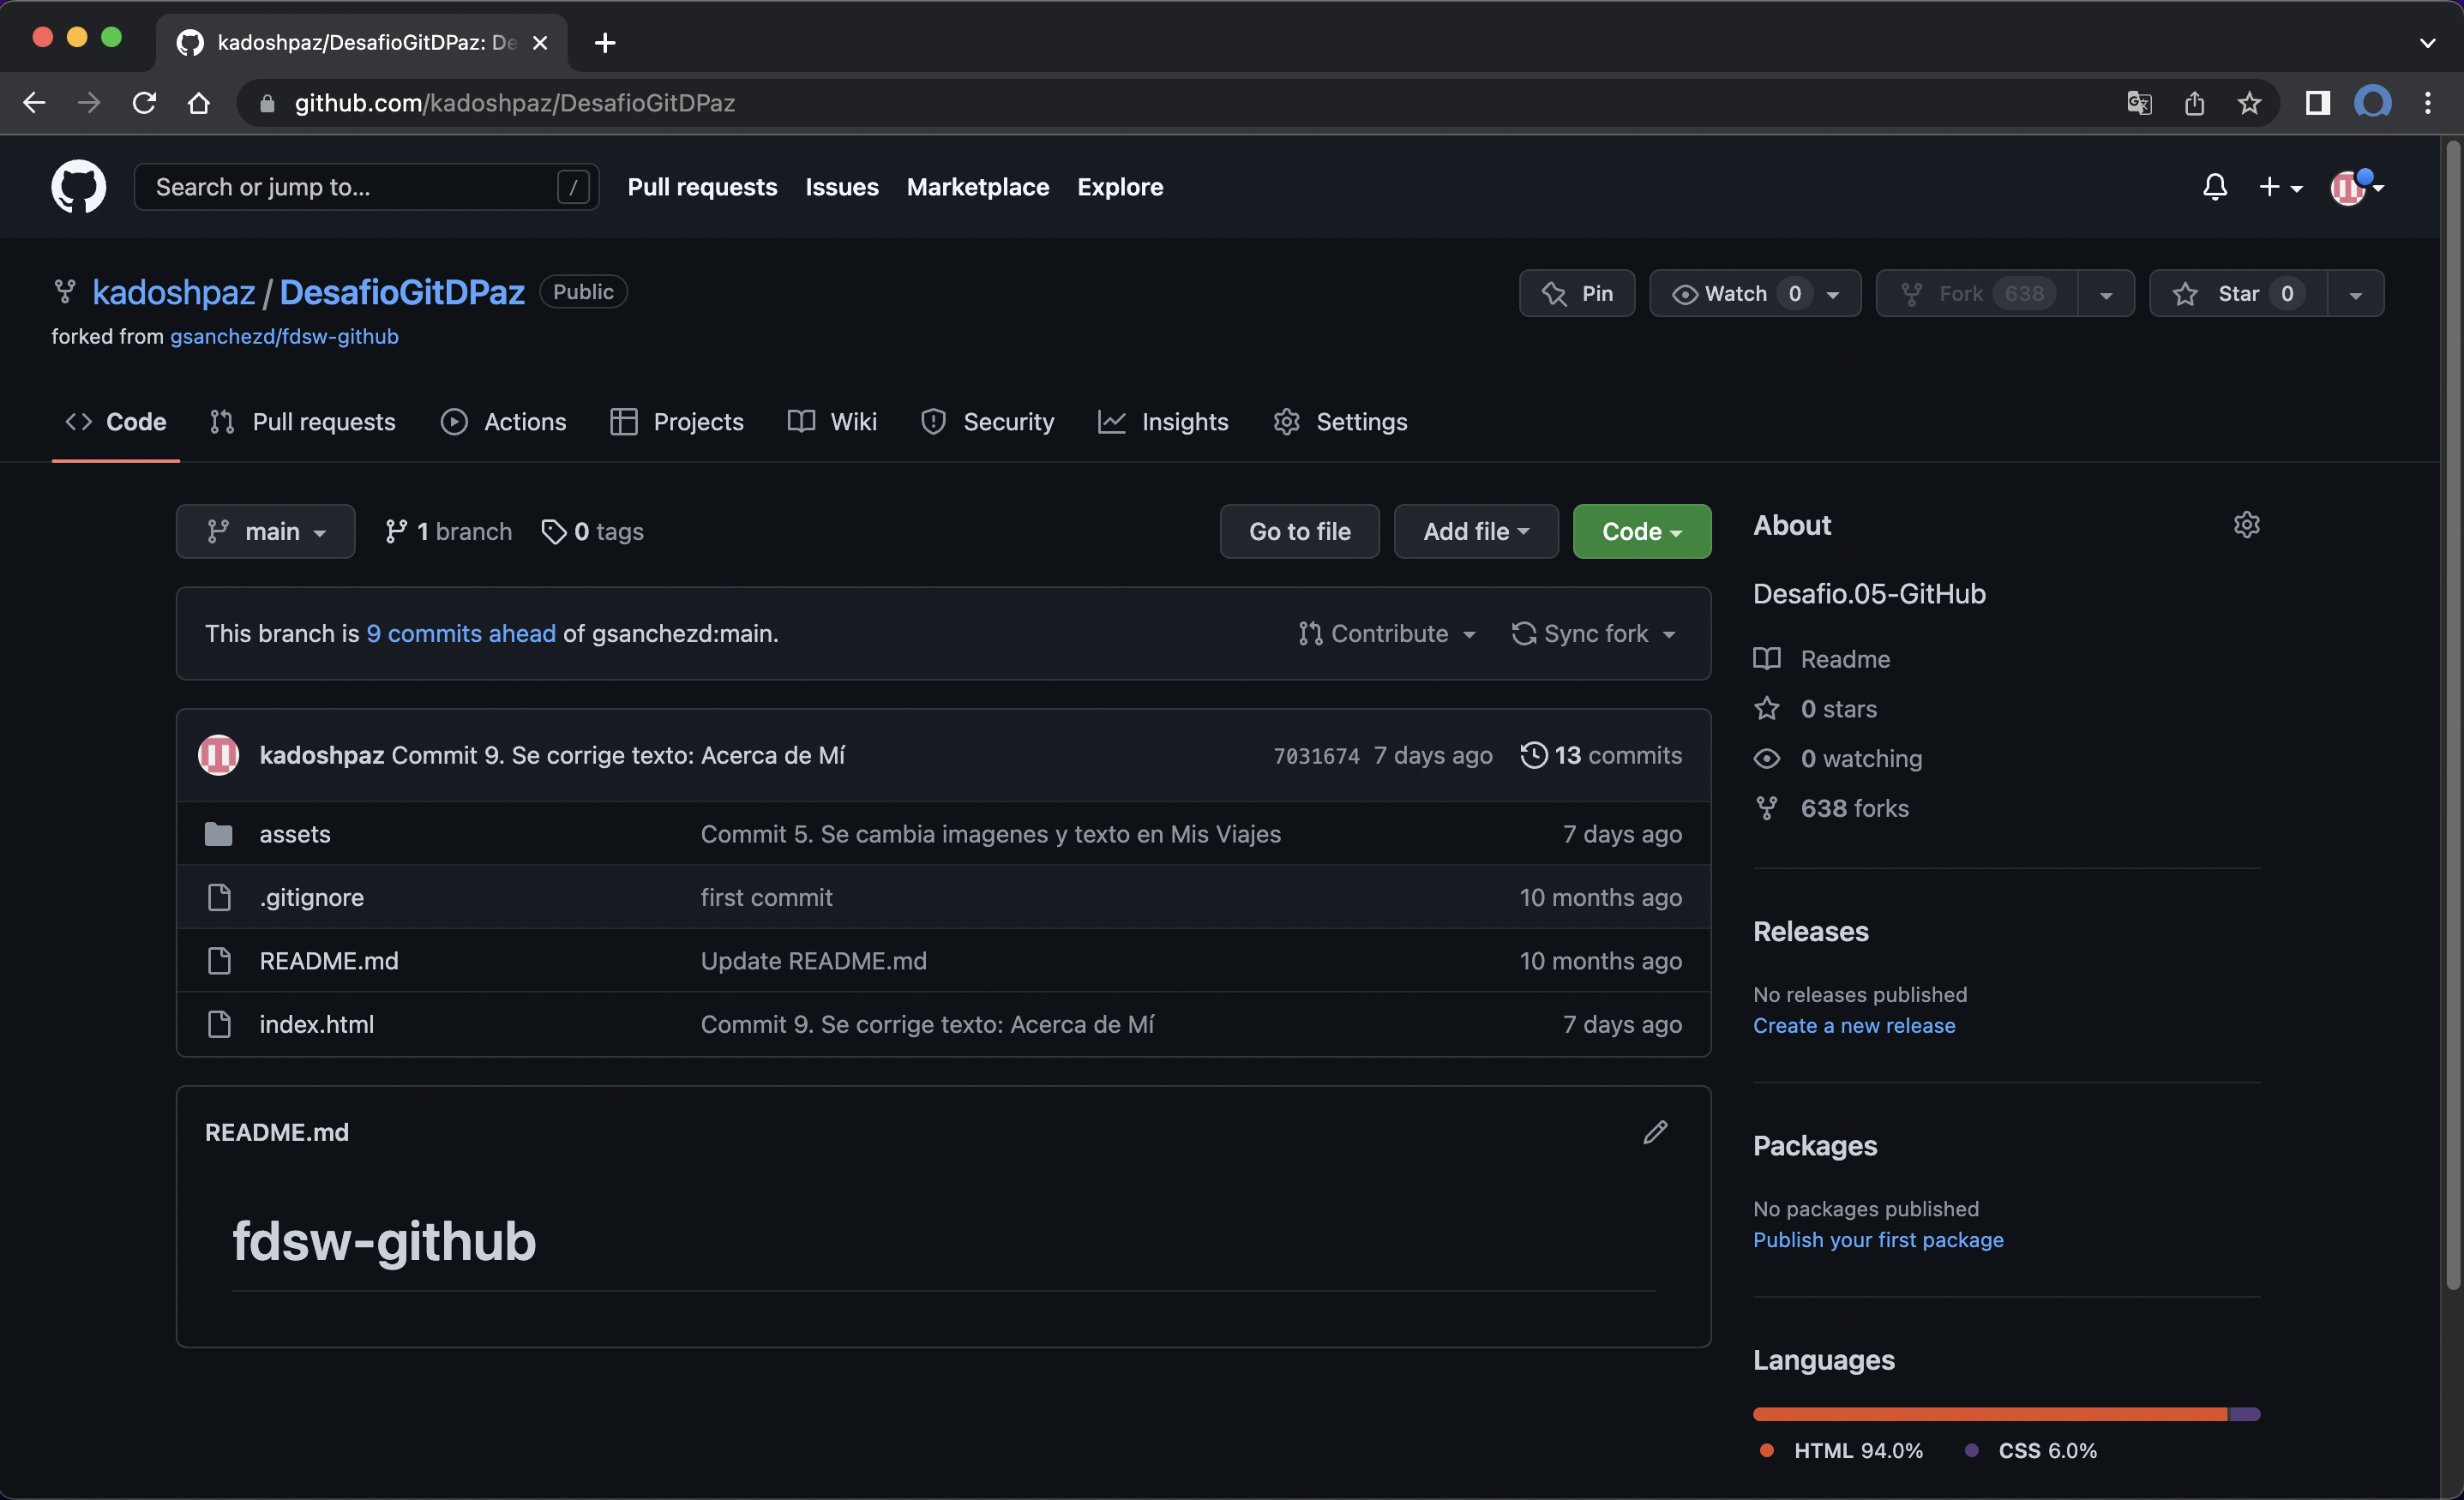 kadoshpaz/DesafioGitDPaz: De
github.com/kadoshpaz/DesafioGitDPaz
Search or jump to... / Pull requests Issues Marketplace Explore
kadoshpaz / DesafioGitDPaz Public
Pin Watch 0 Fork 638 Star 0
forked from gsanchezd/fdsw-github
Code Pull requests Actions Projects Wiki Security Insights Settings
main 1 branch 0 tags Go to file Add file Code
This branch is 9 commits ahead of gsanchezd:main. Contribute Sync fork
kadoshpaz Commit 9. Se corrige texto: Acerca de Mí 7031674 7 days ago 13 commits
assets Commit 5. Se cambia imagenes y texto en Mis Viajes 7 days ago
.gitignore first commit 10 months ago
README.md Update README.md 10 months ago
index.html Commit 9. Se corrige texto: Acerca de Mí 7 days ago
README.md
fdsw-github
About
Desafio.05-GitHub
Readme
0 stars
0 watching
638 forks
Releases
No releases published
Create a new release
Packages
No packages published
Publish your first package
Languages
HTML 94.0% CSS 6.0%